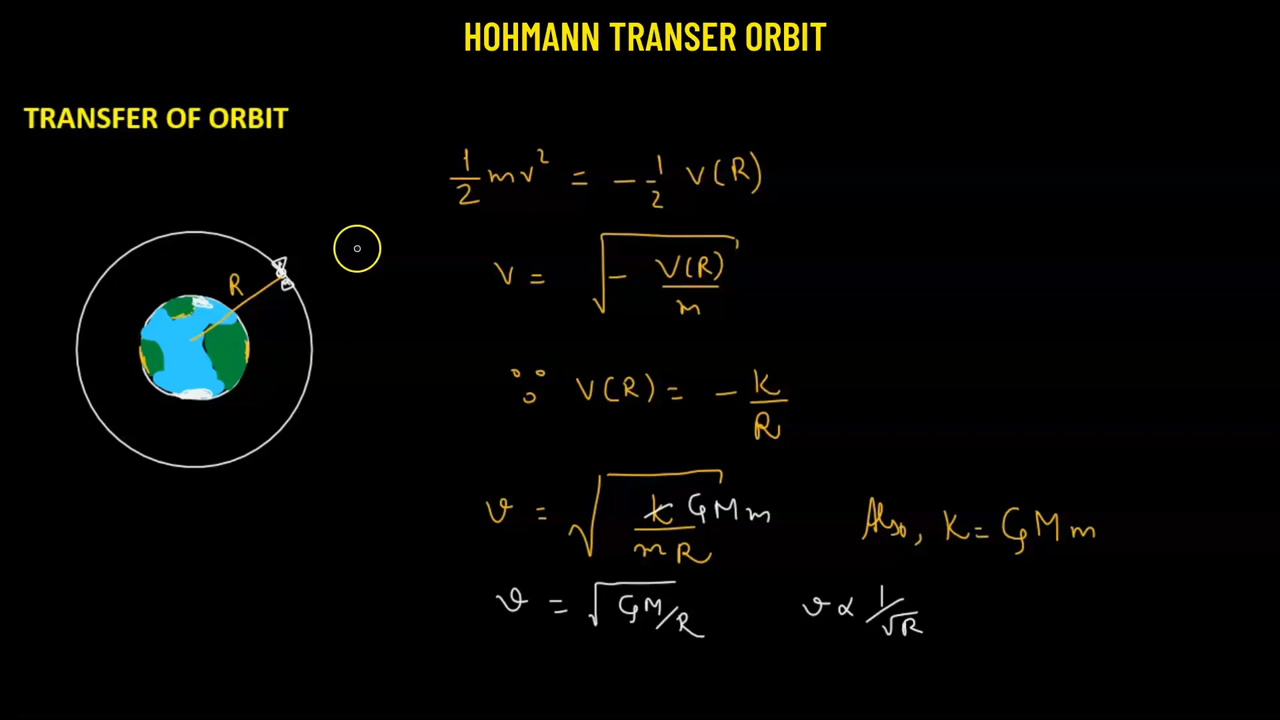 HOHMANN TRANSER ORBIT
TRANSFER OF ORBIT
1/2 mv² = - 1/2 V(R)
R
v = √(- V(R)/m)
∵ V(R) = - k/R
v = √(k GMm / mR)
Also, K = GMm
v = √(GM/R)
v ∝ 1/√R